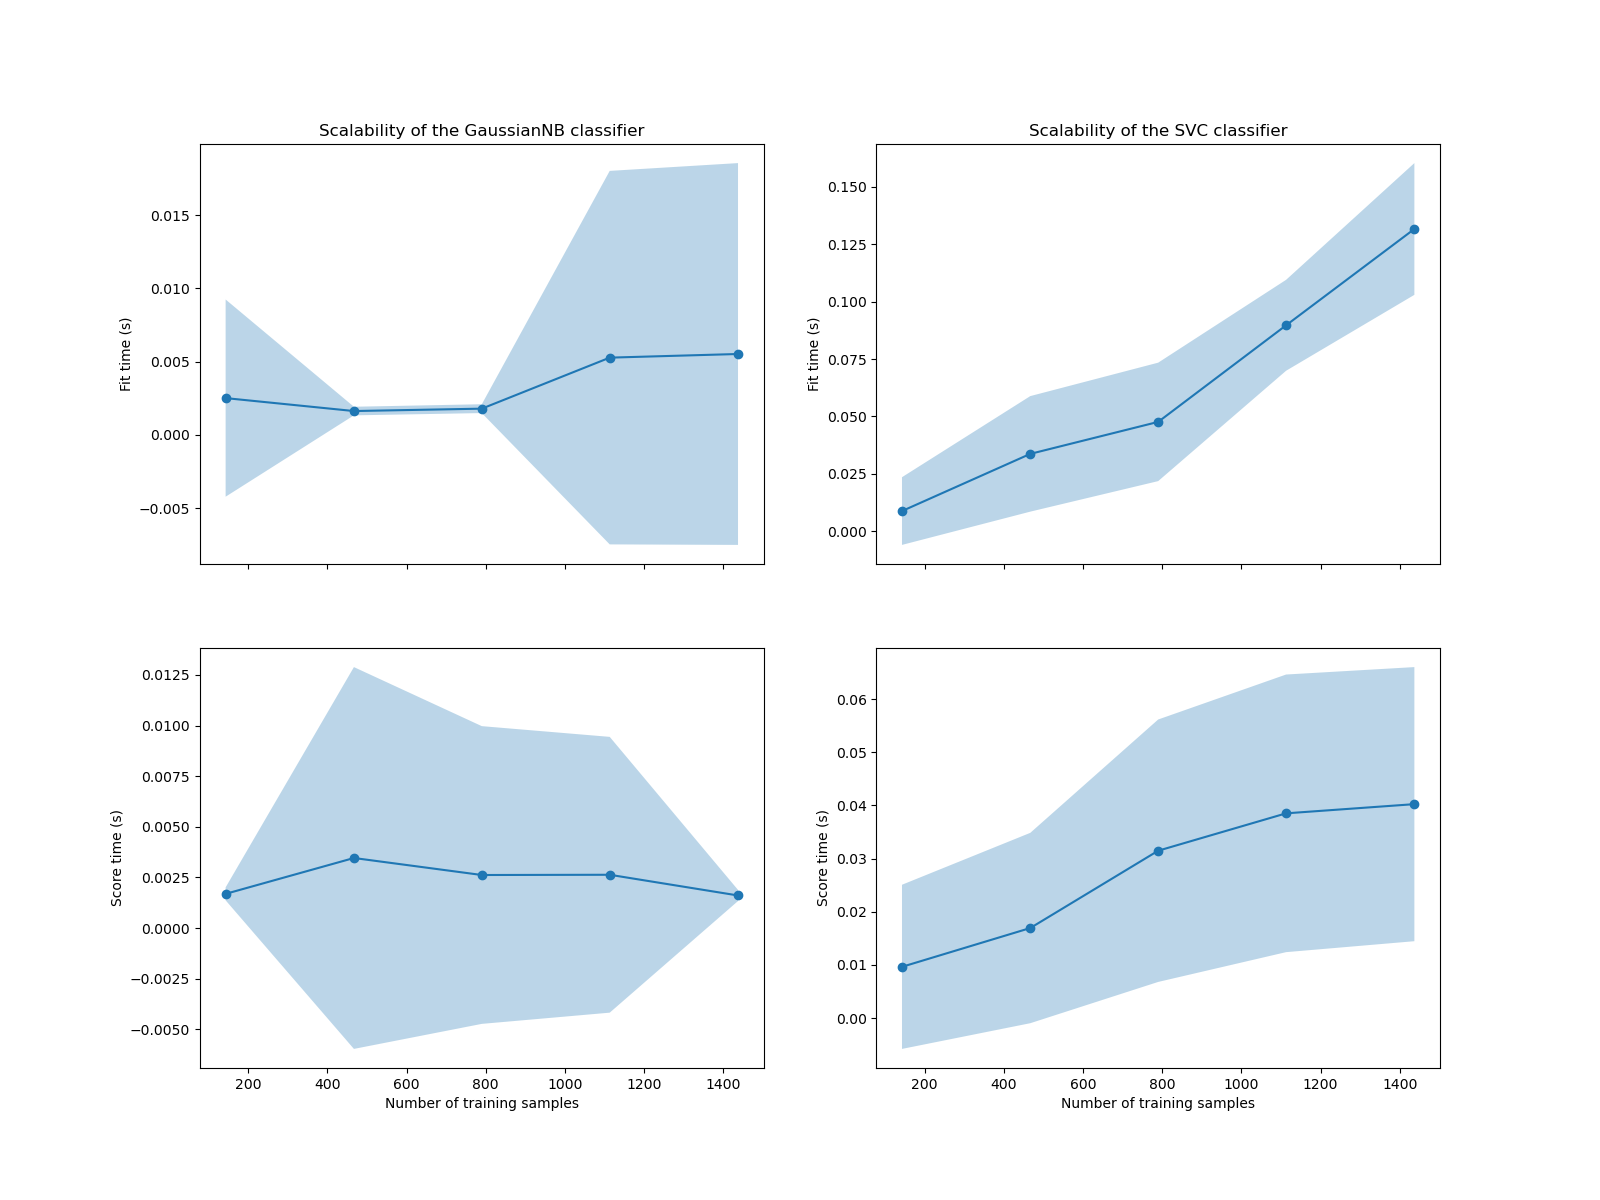 Scalability of the GaussianNB classifier
Fit time (s)
0.015
0.010
0.005
0.000
−0.005
Scalability of the SVC classifier
Fit time (s)
0.150
0.125
0.100
0.075
0.050
0.025
0.000
Score time (s)
0.0125
0.0100
0.0075
0.0050
0.0025
0.0000
−0.0025
−0.0050
200 400 600 800 1000 1200 1400
Number of training samples
Score time (s)
0.06
0.05
0.04
0.03
0.02
0.01
0.00
200 400 600 800 1000 1200 1400
Number of training samples